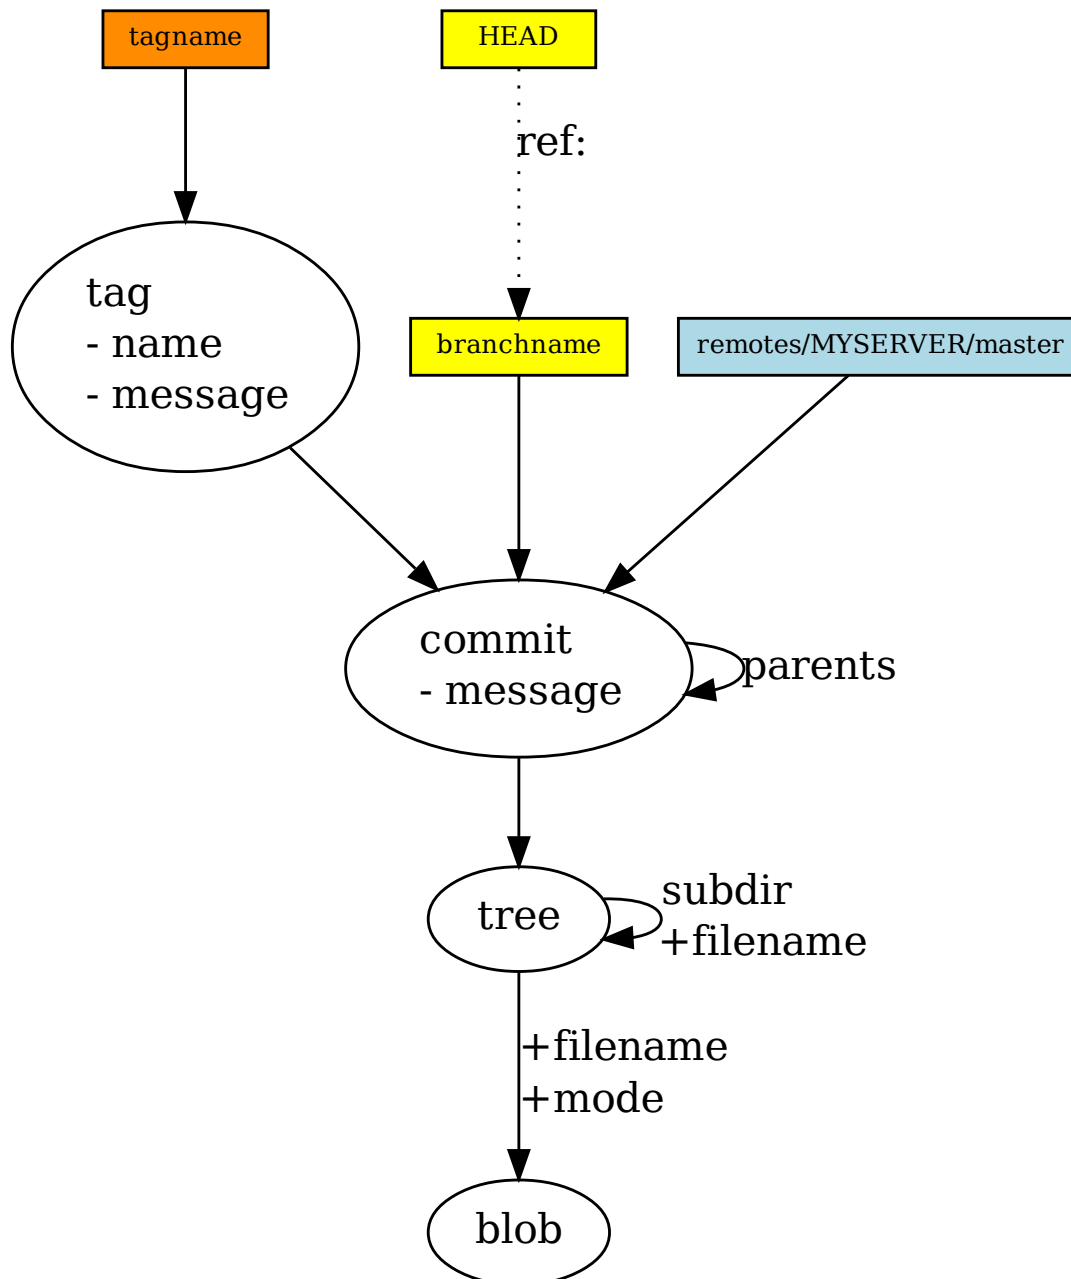 tagname
HEAD
ref:
tag
- name
- message
branchname
remotes/MYSERVER/master
commit
- message
parents
tree
subdir
+filename
+filename
+mode
blob